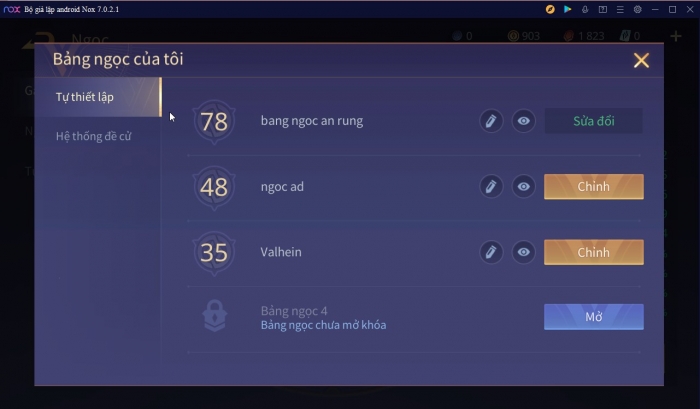 nox Bộ giả lập android Nox 7.0.2.1
Ngọc
0 903 1 823 0
Bảng ngọc của tôi
Tự thiết lập
Hệ thống đề cử
78 bang ngoc an rung Sửa đổi
48 ngoc ad Chỉnh
35 Valhein Chỉnh
Bảng ngọc 4
Bảng ngọc chưa mở khóa
Mở